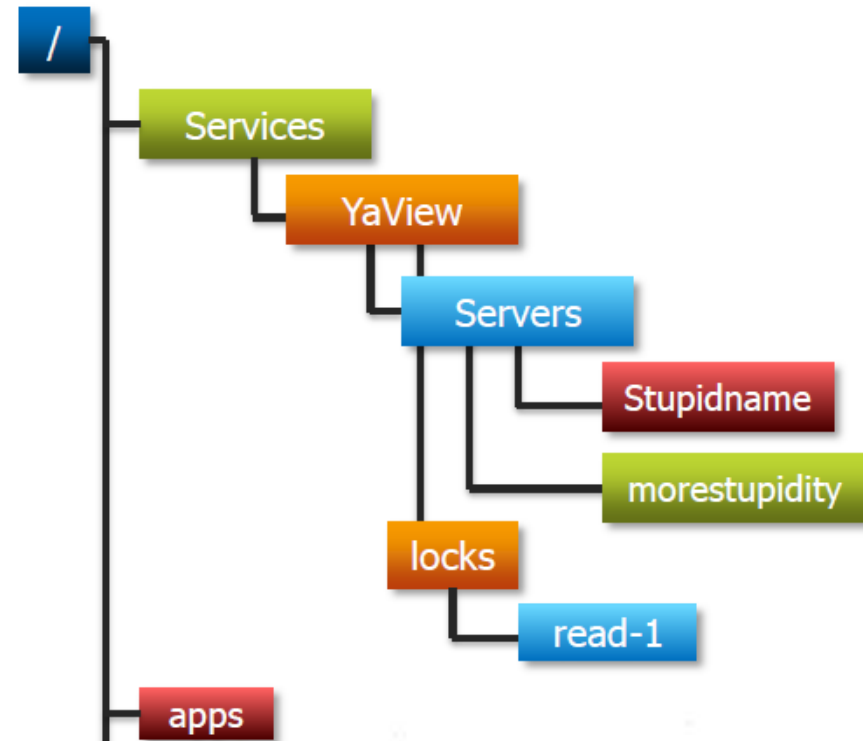 /
Services
YaView
Servers
Stupidname
morestupidity
locks
read-1
apps